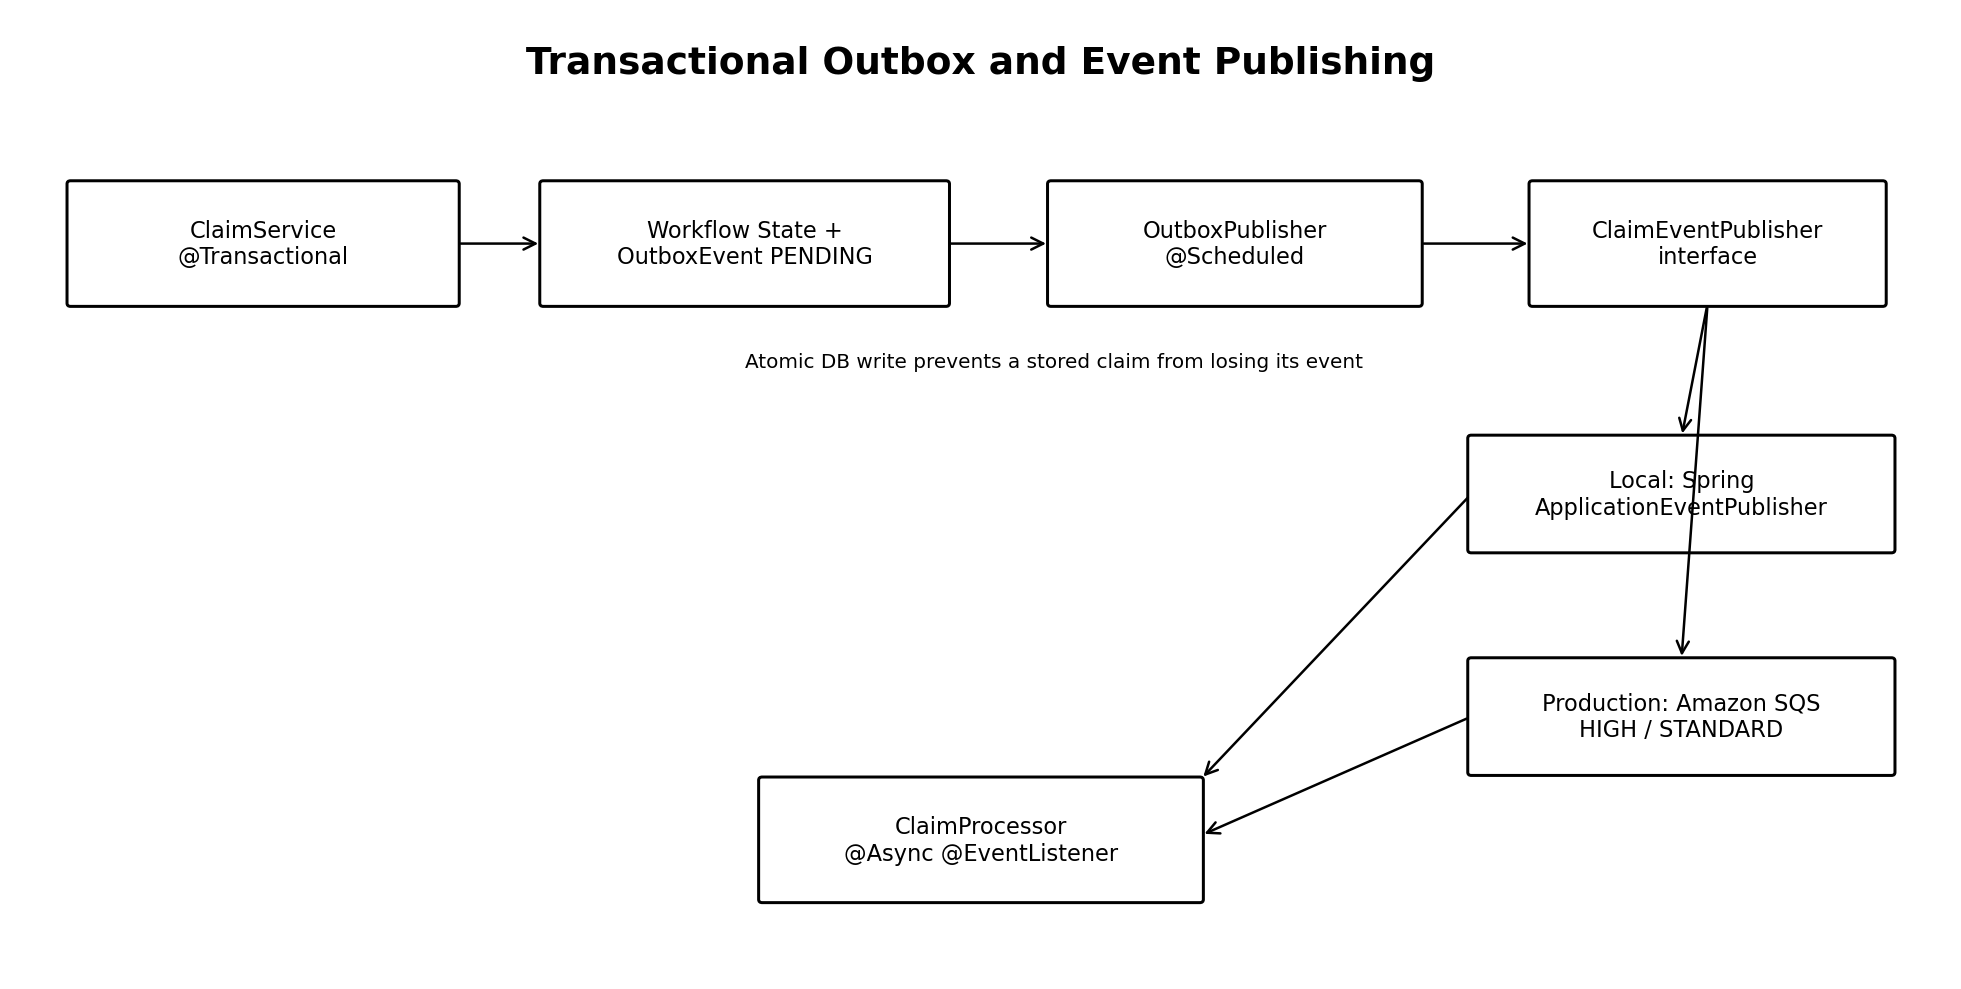 Transactional Outbox and Event Publishing
ClaimService
@Transactional
Workflow State +
OutboxEvent PENDING
OutboxPublisher
@Scheduled
ClaimEventPublisher
interface
Atomic DB write prevents a stored claim from losing its event
Local: Spring
ApplicationEventPublisher
Production: Amazon SQS
HIGH / STANDARD
ClaimProcessor
@Async @EventListener